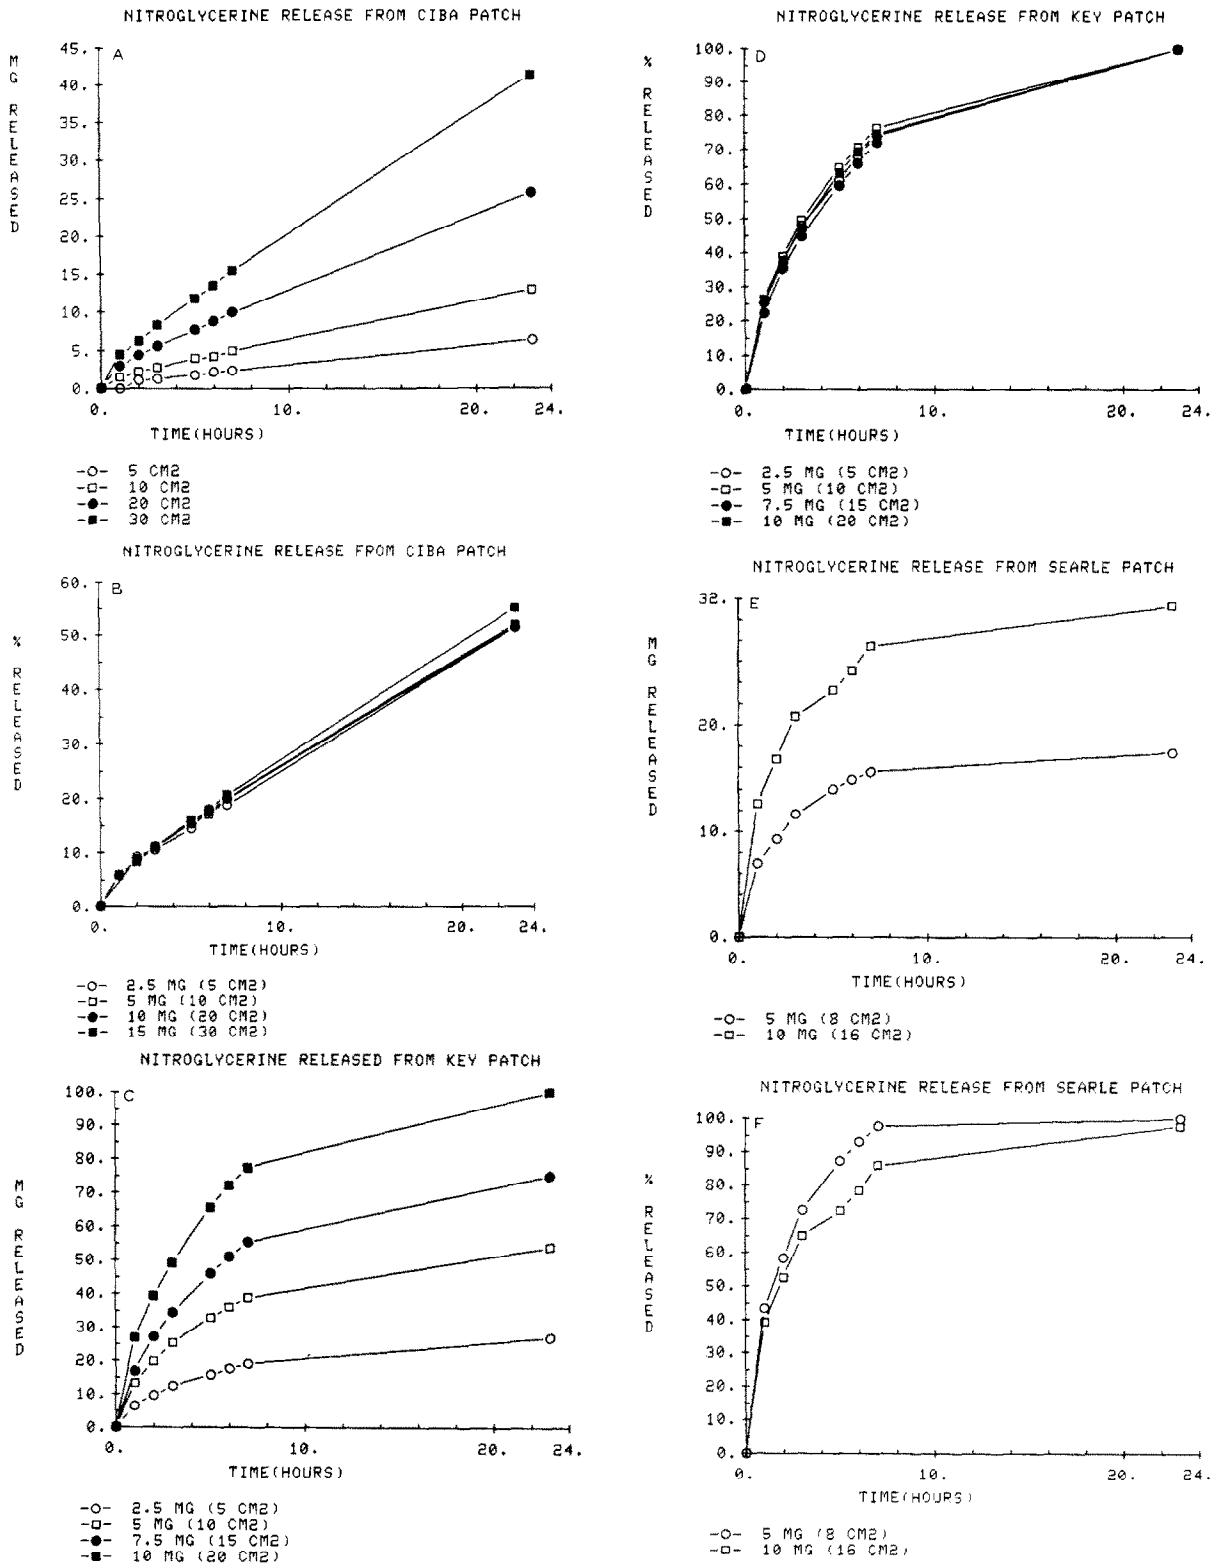 NITROGLYCERINE RELEASE FROM CIBA PATCH
A
MG RELEASED
45.
40.
35.
30.
25.
20.
15.
10.
5.
0.
0. 10. 20. 24.
TIME(HOURS)
-○- 5 CM2
-□- 10 CM2
-●- 20 CM2
-■- 30 CM2
NITROGLYCERINE RELEASE FROM CIBA PATCH
B
% RELEASED
60.
50.
40.
30.
20.
10.
0.
0. 10. 20. 24.
TIME(HOURS)
-○- 2.5 MG (5 CM2)
-□- 5 MG (10 CM2)
-●- 10 MG (20 CM2)
-■- 15 MG (30 CM2)
NITROGLYCERINE RELEASED FROM KEY PATCH
C
MG RELEASED
100.
90.
80.
70.
60.
50.
40.
30.
20.
10.
0.
0. 10. 20. 24.
TIME(HOURS)
-○- 2.5 MG (5 CM2)
-□- 5 MG (10 CM2)
-●- 7.5 MG (15 CM2)
-■- 10 MG (20 CM2)
NITROGLYCERINE RELEASE FROM KEY PATCH
D
% RELEASED
100.
90.
80.
70.
60.
50.
40.
30.
20.
10.
0.
0. 10. 20. 24.
TIME(HOURS)
-○- 2.5 MG (5 CM2)
-□- 5 MG (10 CM2)
-●- 7.5 MG (15 CM2)
-■- 10 MG (20 CM2)
NITROGLYCERINE RELEASE FROM SEARLE PATCH
E
MG RELEASED
32.
20.
10.
0.
0. 10. 20. 24.
TIME(HOURS)
-○- 5 MG (8 CM2)
-□- 10 MG (16 CM2)
NITROGLYCERINE RELEASE FROM SEARLE PATCH
F
% RELEASED
100.
90.
80.
70.
60.
50.
40.
30.
20.
10.
0.
0. 10. 20. 24.
TIME(HOURS)
-○- 5 MG (8 CM2)
-□- 10 MG (16 CM2)